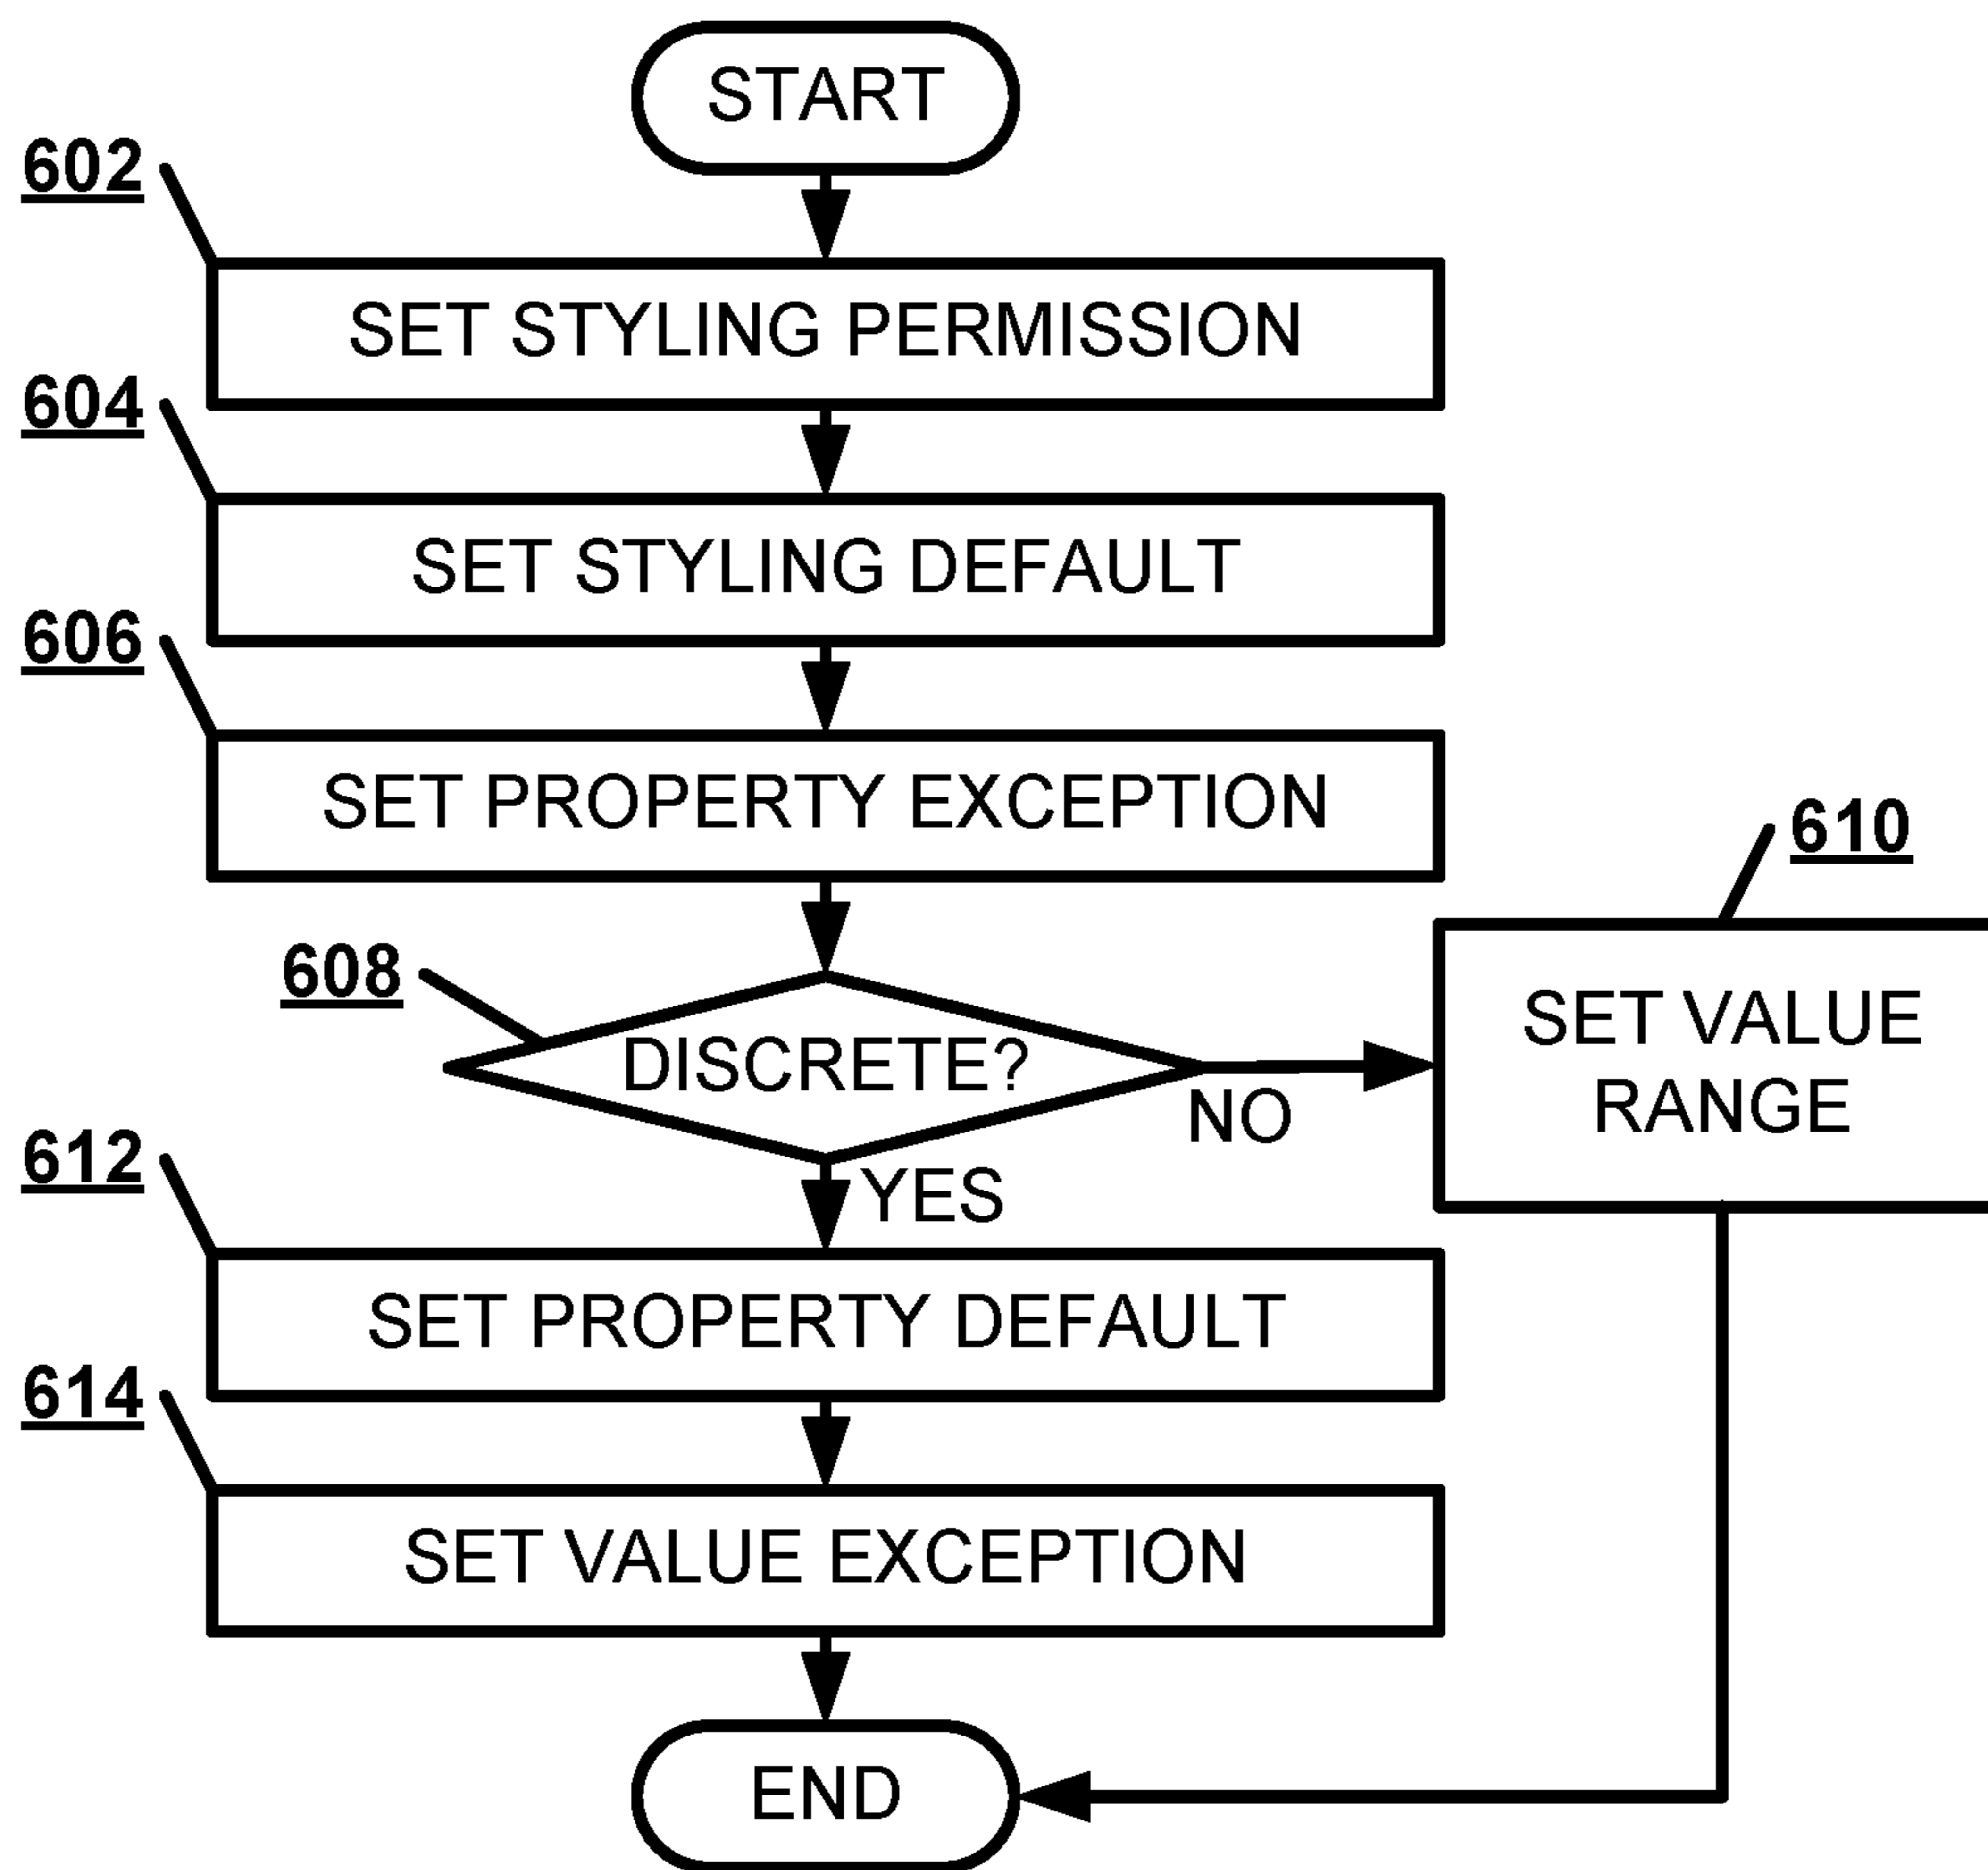 START
602
SET STYLING PERMISSION
604
SET STYLING DEFAULT
606
SET PROPERTY EXCEPTION
610
608
DISCRETE?
SET VALUE
RANGE
NO
612
YES
SET PROPERTY DEFAULT
614
SET VALUE EXCEPTION
END